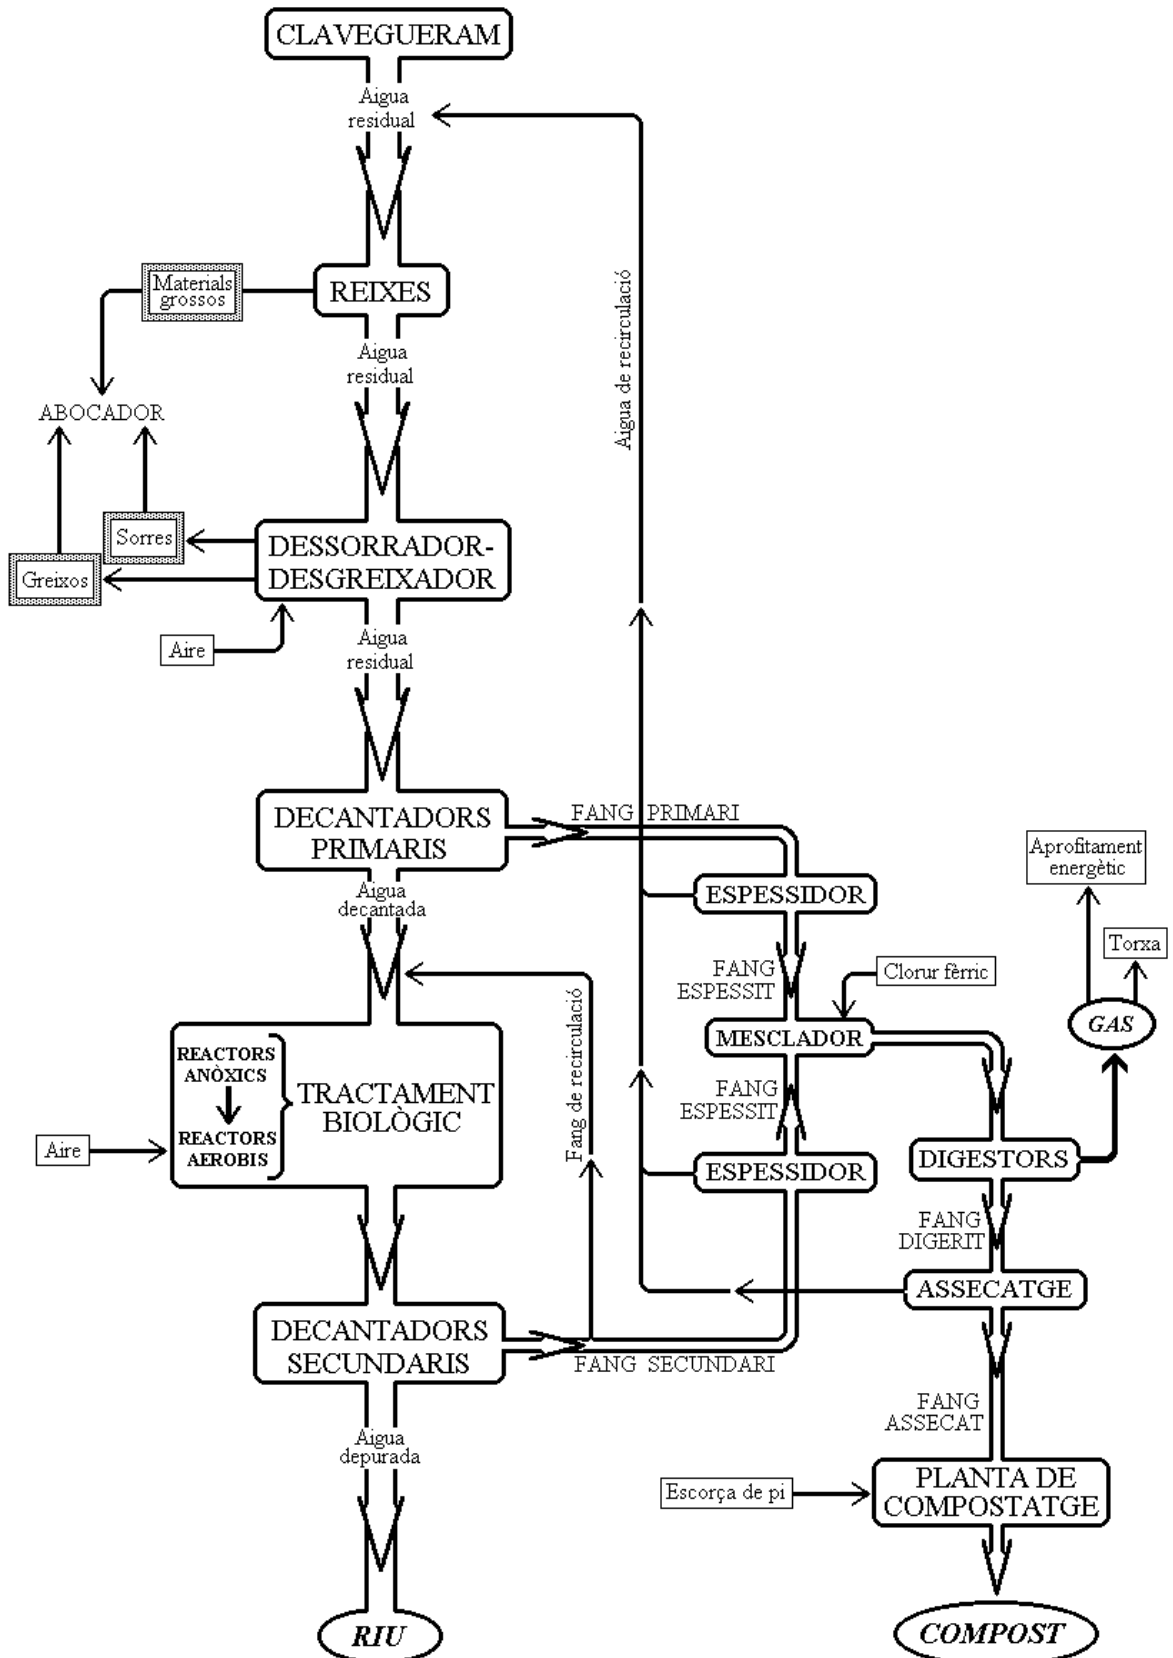 CLAVEGUERAM
Aigua
residual
Materials
grossos
REIXES
Aigua
residual
ABOCADOR
Aigua de recirculació
Sorres
Greixos
DESSORRADOR-
DESGREIXADOR
Aire
Aigua
residual
DECANTADORS
PRIMARIS
FANG PRIMARI
Aigua
decantada
ESPESSIDOR
Aprofitament
energètic
Torxa
FANG
ESPESSIT
Clorur fèrric
GAS
MESCLADOR
Fang de recirculació
REACTORS
ANÒXICS
REACTORS
AEROBIS
TRACTAMENT
BIOLÒGIC
Aire
FANG
ESPESSIT
ESPESSIDOR
DIGESTORS
FANG
DIGERIT
ASSECATGE
DECANTADORS
SECUNDARIS
FANG SECUNDARI
FANG
ASSECAT
Aigua
depurada
Escorça de pi
PLANTA DE
COMPOSTATGE
RIU
COMPOST